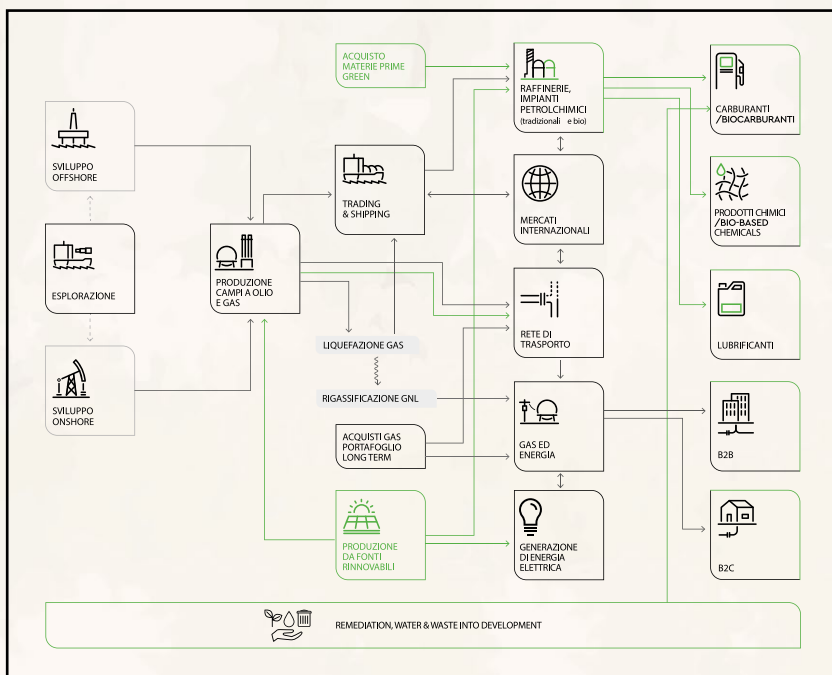 ACQUISTO
MATERIE PRIME
GREEN
RAFFINERIE,
IMPIANTI
PETROLCHIMICI
(tradizionali e bio)
CARBURANTI
/BIOCARBURANTI
SVILUPPO
OFFSHORE
TRADING
& SHIPPING
MERCATI
INTERNAZIONALI
PRODOTTI CHIMICI
/BIO-BASED
CHEMICALS
ESPLORAZIONE
PRODUZIONE
CAMPI A OLIO
E GAS
RETE DI
TRASPORTO
LUBRIFICANTI
LIQUEFAZIONE GAS
RIGASSIFICAZIONE GNL
SVILUPPO
ONSHORE
ACQUISTI GAS
PORTAFOGLIO
LONG TERM
GAS ED
ENERGIA
B2B
PRODUZIONE
DA FONTI
RINNOVABILI
GENERAZIONE
DI ENERGIA
ELETTRICA
B2C
REMEDIATION, WATER & WASTE INTO DEVELOPMENT